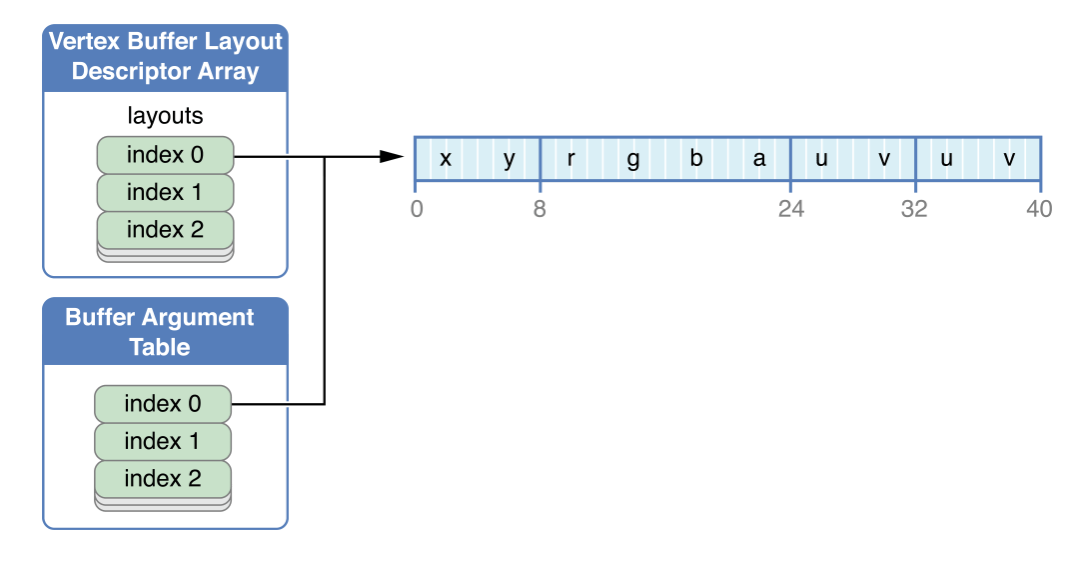 Vertex Buffer Layout
Descriptor Array
layouts
index 0
index 1
index 2
x y r g b a u v u v
0 8 24 32 40
Buffer Argument
Table
index 0
index 1
index 2